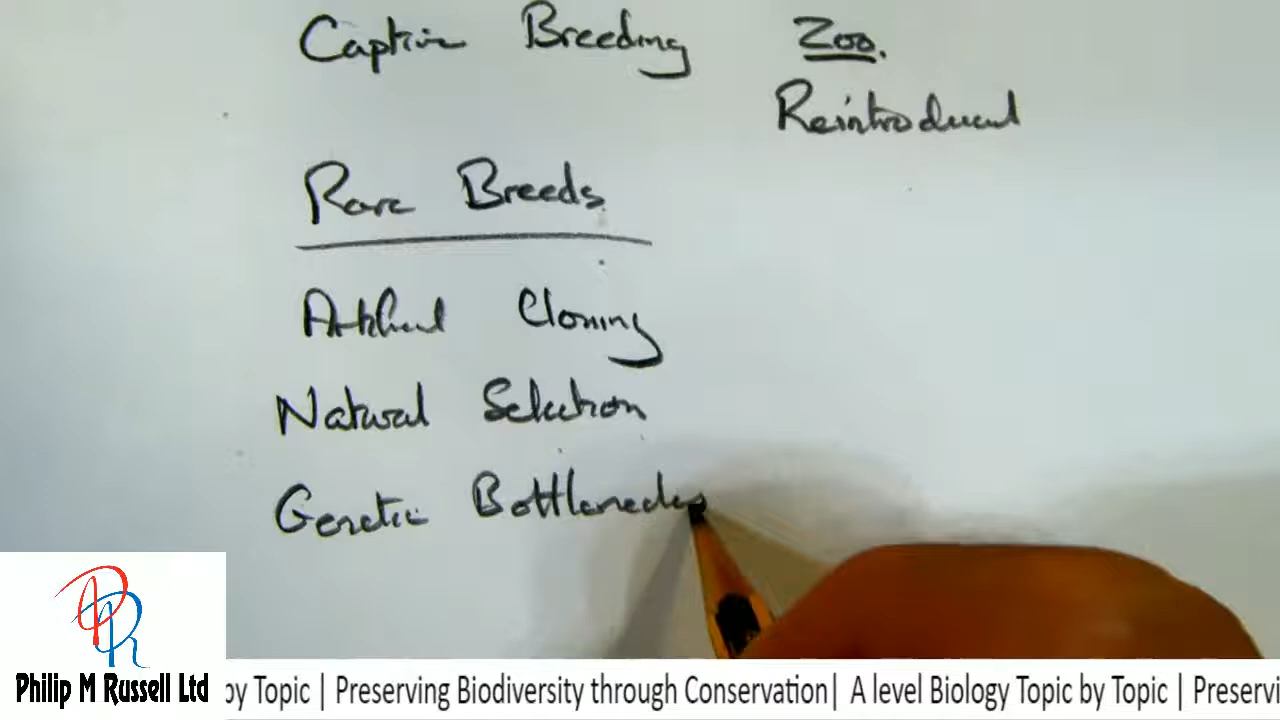 Captive Breeding Zoo.
Reintroduced
Rare Breeds
Artificial Cloning
Natural Selection
Genetic Bottlenecks
Philip M Russell Ltd
by Topic | Preserving Biodiversity through Conservation| A level Biology Topic by Topic | Preservi